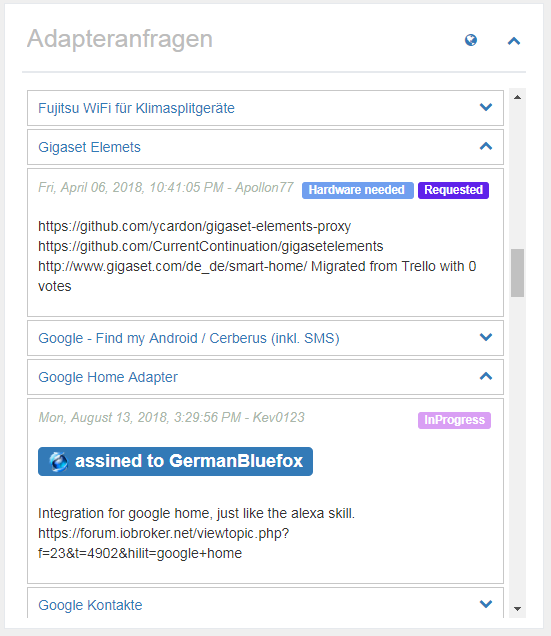 Adapteranfragen
Fujitsu WiFi für Klimasplitgeräte
Gigaset Elemets
Fri, April 06, 2018, 10:41:05 PM - Apollon77 Hardware needed Requested
https://github.com/ycardon/gigaset-elements-proxy
https://github.com/CurrentContinuation/gigasetelements
http://www.gigaset.com/de_de/smart-home/ Migrated from Trello with 0
votes
Google - Find my Android / Cerberus (inkl. SMS)
Google Home Adapter
Mon, August 13, 2018, 3:29:56 PM - Kev0123 InProgress
assined to GermanBluefox
Integration for google home, just like the alexa skill.
https://forum.iobroker.net/viewtopic.php?
f=23&t=4902&hilit=google+home
Google Kontakte